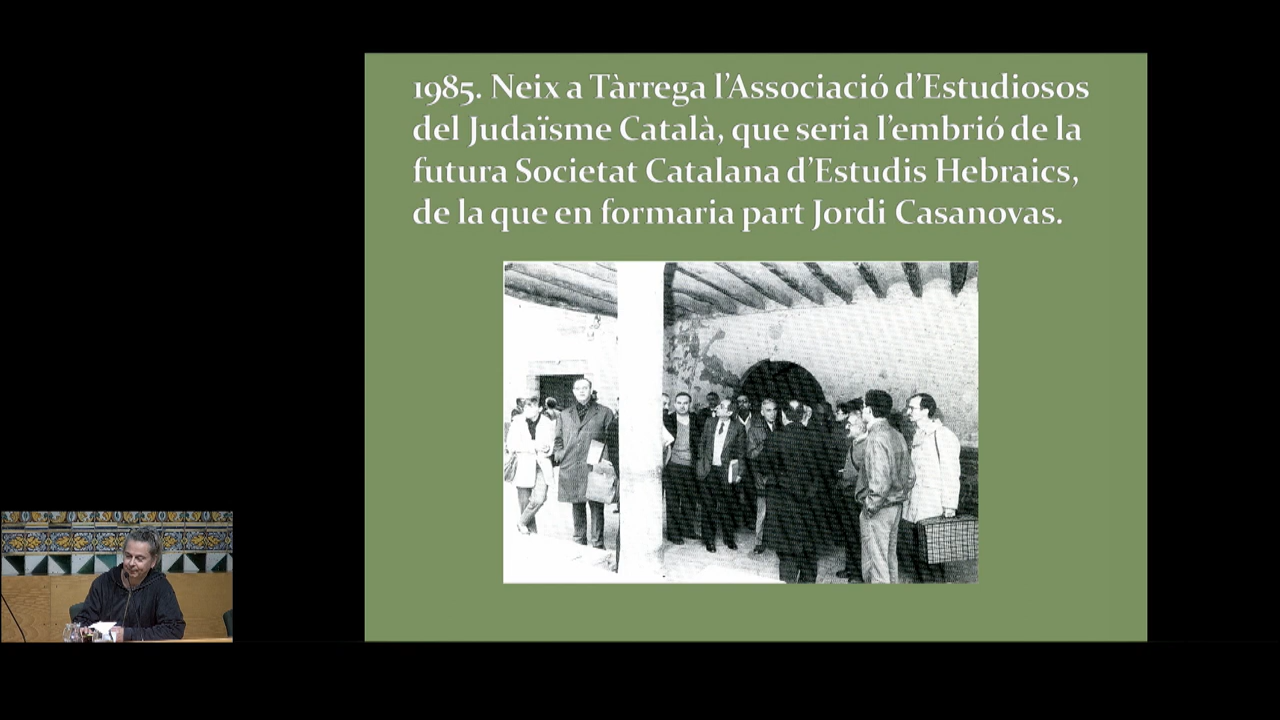 1985. Neix a Tàrrega l’Associació d’Estudiosos
del Judaïsme Català, que seria l’embrió de la
futura Societat Catalana d’Estudis Hebraics,
de la que en formaria part Jordi Casanovas.